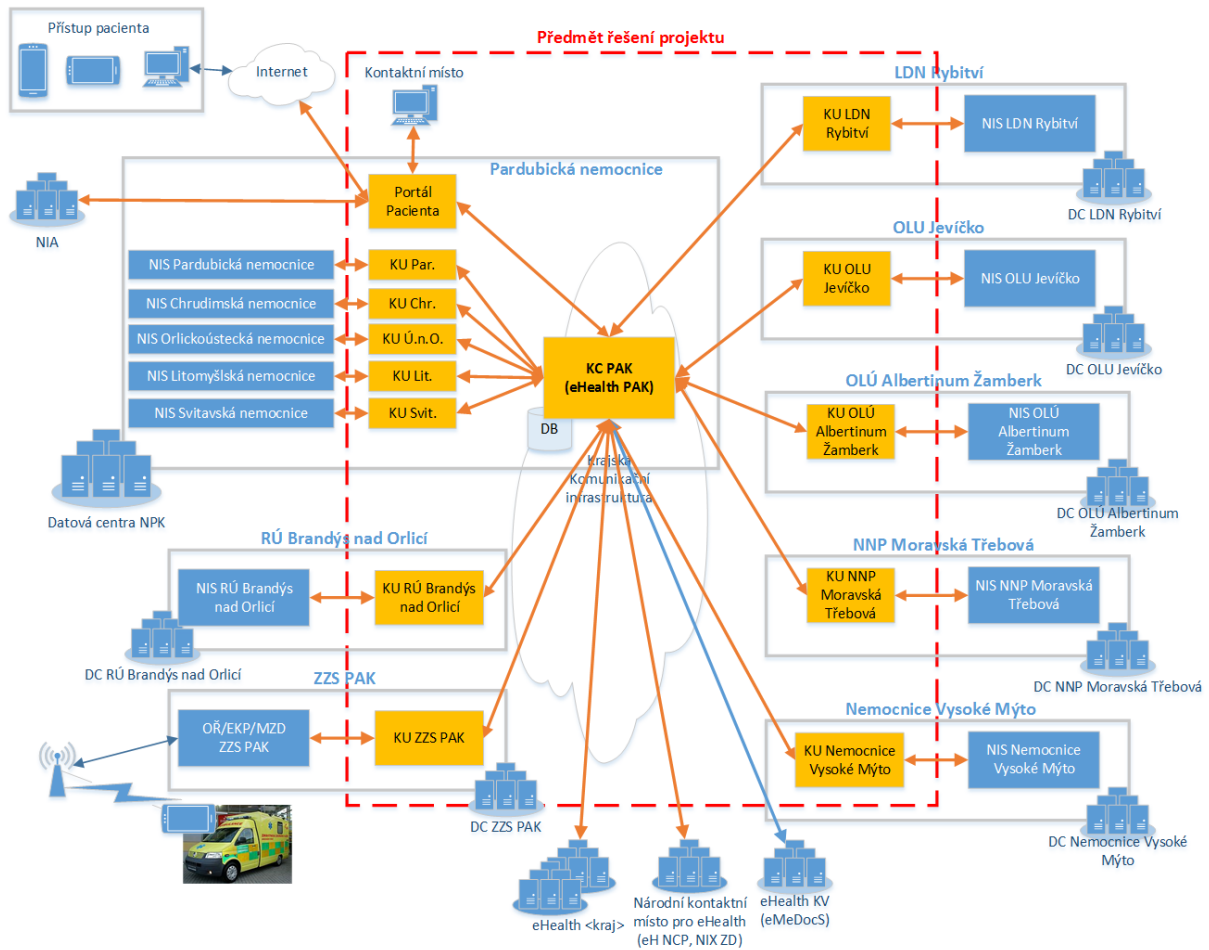 Přístup pacienta
Internet
Předmět řešení projektu
Kontaktní místo
NIA
Pardubická nemocnice
Portál
Pacienta
NIS Pardubická nemocnice
KU Par.
NIS Chrudimská nemocnice
KU Chr.
NIS Orlickoústecká nemocnice
KU Ú.n.O.
NIS Litomyšlská nemocnice
KU Lit.
NIS Svitavská nemocnice
KU Svit.
KC PAK
(eHealth PAK)
DB
Krajská
Komunikační
infrastruktura
Datová centra NPK
RÚ Brandýs nad Orlicí
NIS RÚ Brandýs
nad Orlicí
KU RÚ Brandýs
nad Orlicí
DC RÚ Brandýs nad Orlicí
ZZS PAK
OŘ/EKP/MZD
ZZS PAK
KU ZZS PAK
DC ZZS PAK
LDN Rybitví
KU LDN
Rybitví
NIS LDN Rybitví
DC LDN Rybitví
OLU Jevíčko
KU OLU
Jevíčko
NIS OLU Jevíčko
DC OLU Jevíčko
OLÚ Albertinum Žamberk
KU OLÚ
Albertinum
Žamberk
NIS OLÚ
Albertinum
Žamberk
DC OLÚ Albertinum
Žamberk
NNP Moravská Třebová
KU NNP
Moravská
Třebová
NIS NNP Moravská
Třebová
DC NNP Moravská Třebová
Nemocnice Vysoké Mýto
KU Nemocnice
Vysoké Mýto
NIS Nemocnice
Vysoké Mýto
DC Nemocnice Vysoké
Mýto
eHealth <kraj>
Národní kontaktní
místo pro eHealth
(eH NCP, NIX ZD)
eHealth KV
(eMeDocS)